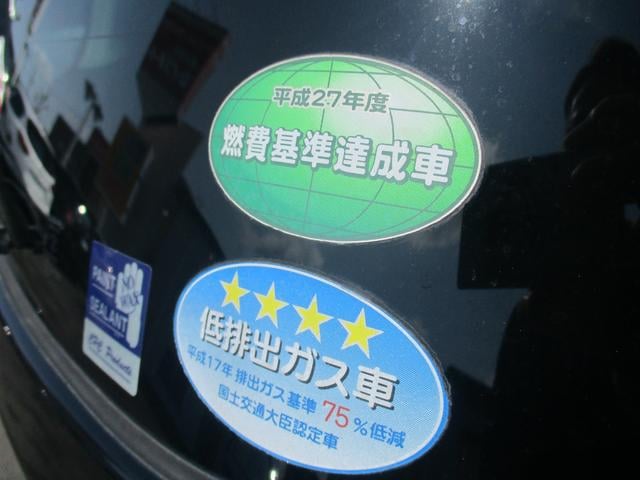 平成27年度
燃費基準達成車
低排出ガス車
平成17年 排出ガス基準 75%低減
国土交通大臣認定車
PAINT
NO WAX
SEALANT